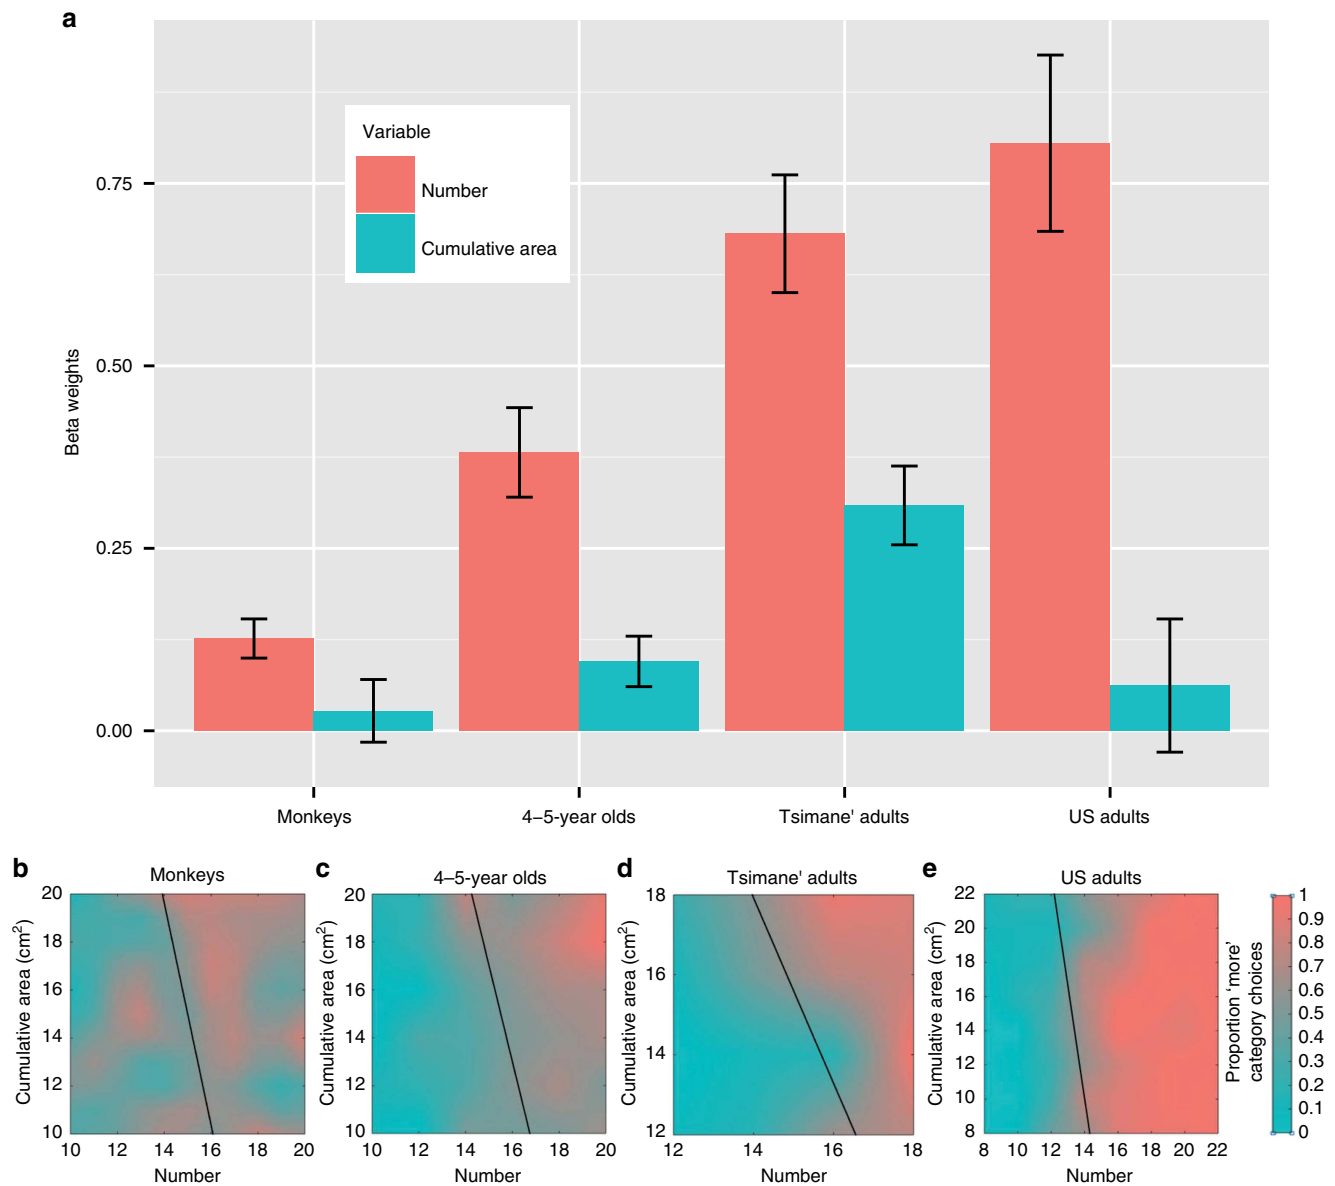 a
Variable
Number
Cumulative area
Beta weights
0.75
0.50
0.25
0.00
Monkeys
4–5-year olds
Tsimane' adults
US adults
b
Monkeys
Cumulative area (cm²)
20
18
16
14
12
10
10 12 14 16 18 20
Number
c
4–5-year olds
Cumulative area (cm²)
20
18
16
14
12
10
10 12 14 16 18 20
Number
d
Tsimane' adults
Cumulative area (cm²)
18
16
14
12
12 14 16 18
Number
e
US adults
Cumulative area (cm²)
22
20
18
16
14
12
10
8
8 10 12 14 16 18 20 22
Number
Proportion ‘more’
category choices
1
0.9
0.8
0.7
0.6
0.5
0.4
0.3
0.2
0.1
0